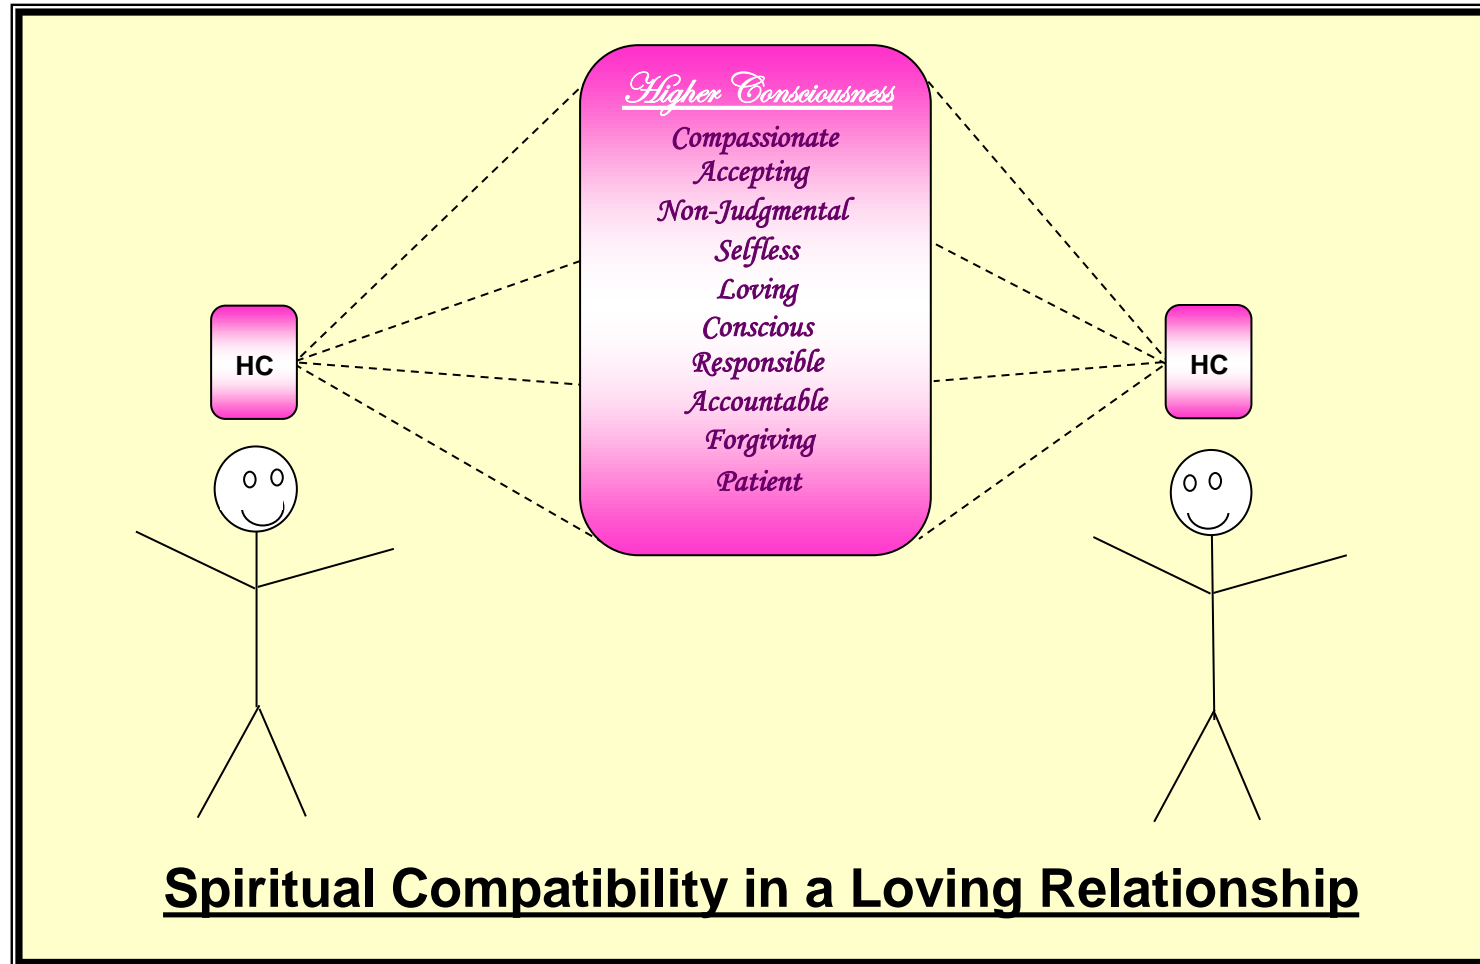 Higher Consciousness
Compassionate
Accepting
Non-Judgmental
Selfless
Loving
Conscious
Responsible
Accountable
Forgiving
Patient
HC
HC
Spiritual Compatibility in a Loving Relationship